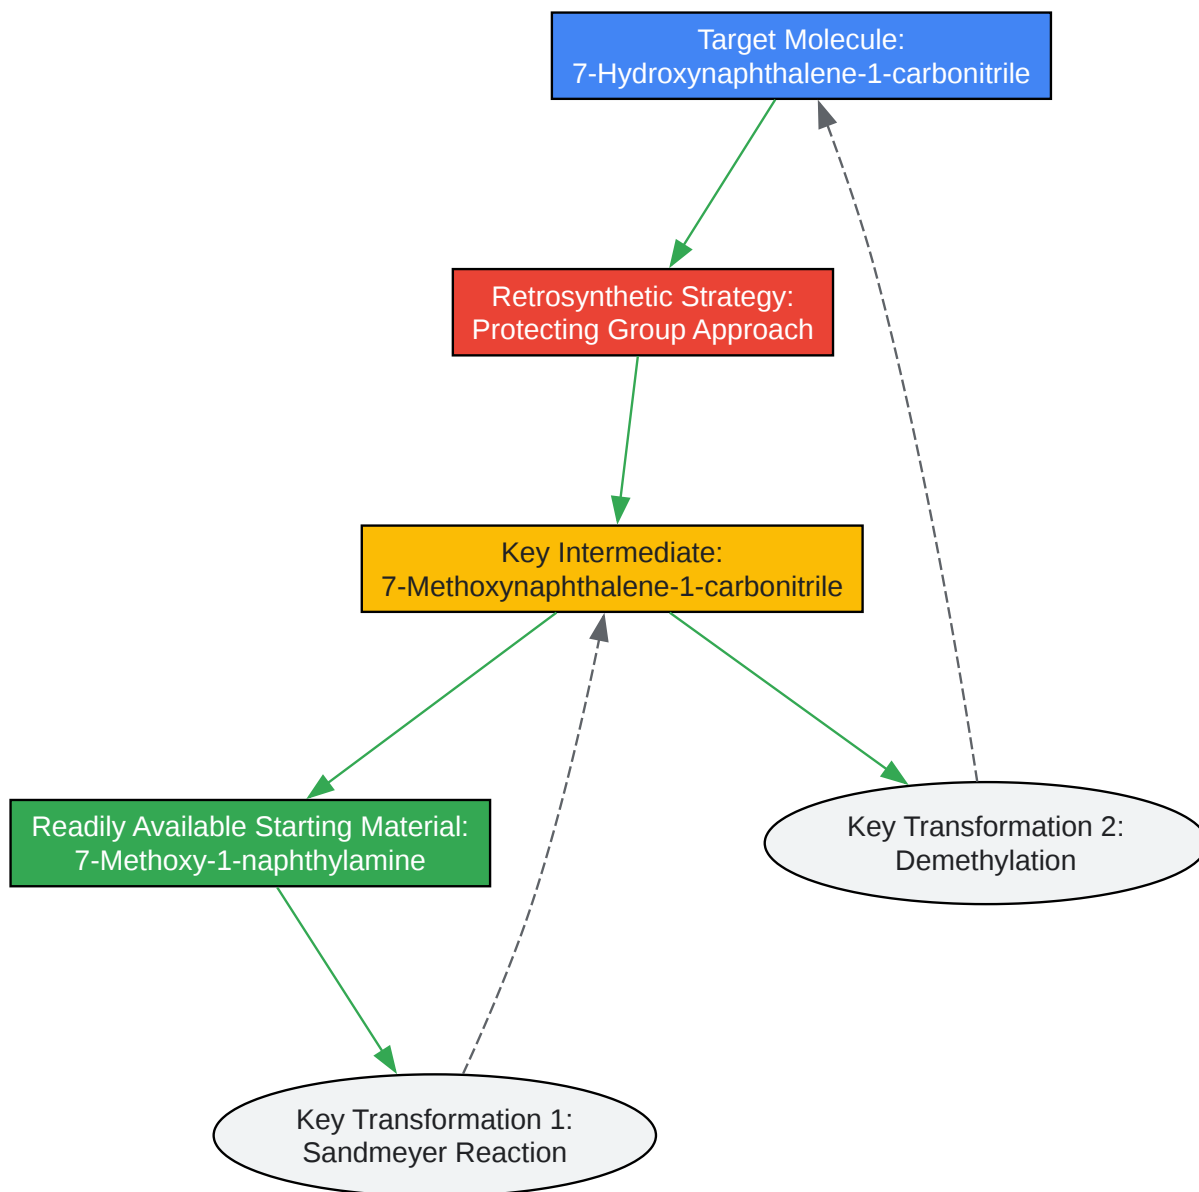 Target Molecule:
7-Hydroxynaphthalene-1-carbonitrile
Retrosynthetic Strategy:
Protecting Group Approach
Key Intermediate:
7-Methoxynaphthalene-1-carbonitrile
Readily Available Starting Material:
7-Methoxy-1-naphthylamine
Key Transformation 2:
Demethylation
Key Transformation 1:
Sandmeyer Reaction